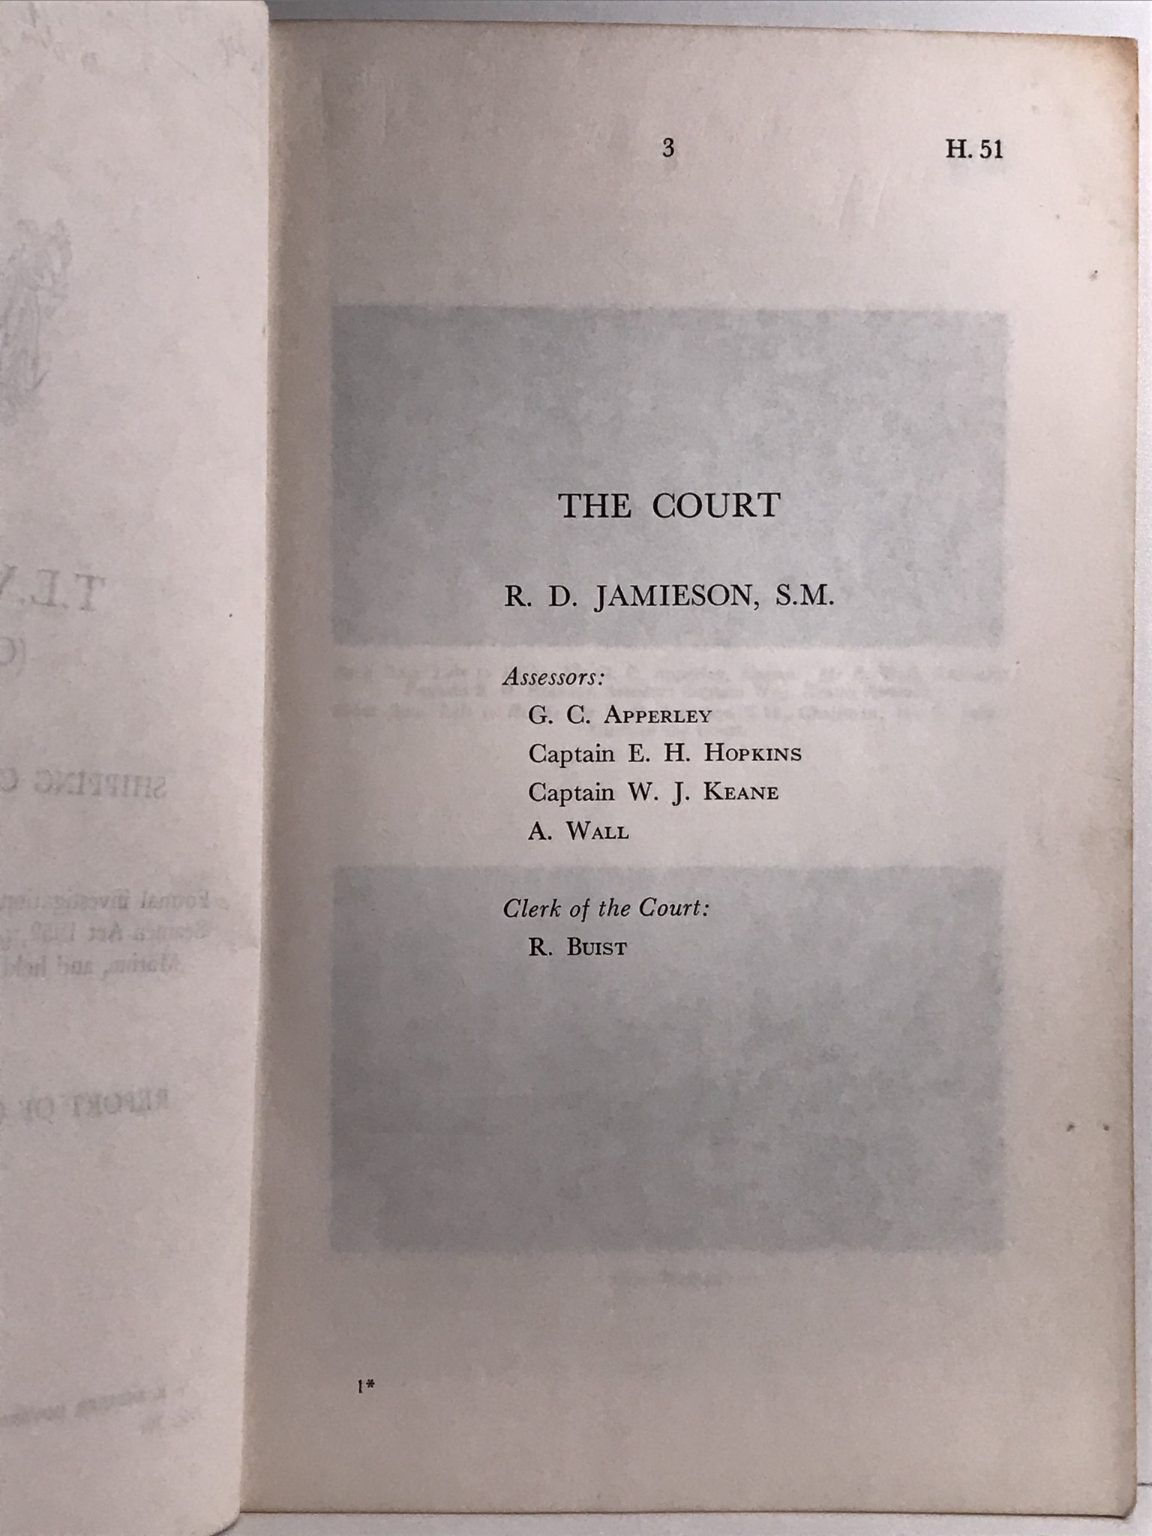 3 H. 51
THE COURT
R. D. JAMIESON, S.M.
Assessors:
G. C. APPERLEY
Captain E. H. HOPKINS
Captain W. J. KEANE
A. WALL
Clerk of the Court:
R. BUIST
1*